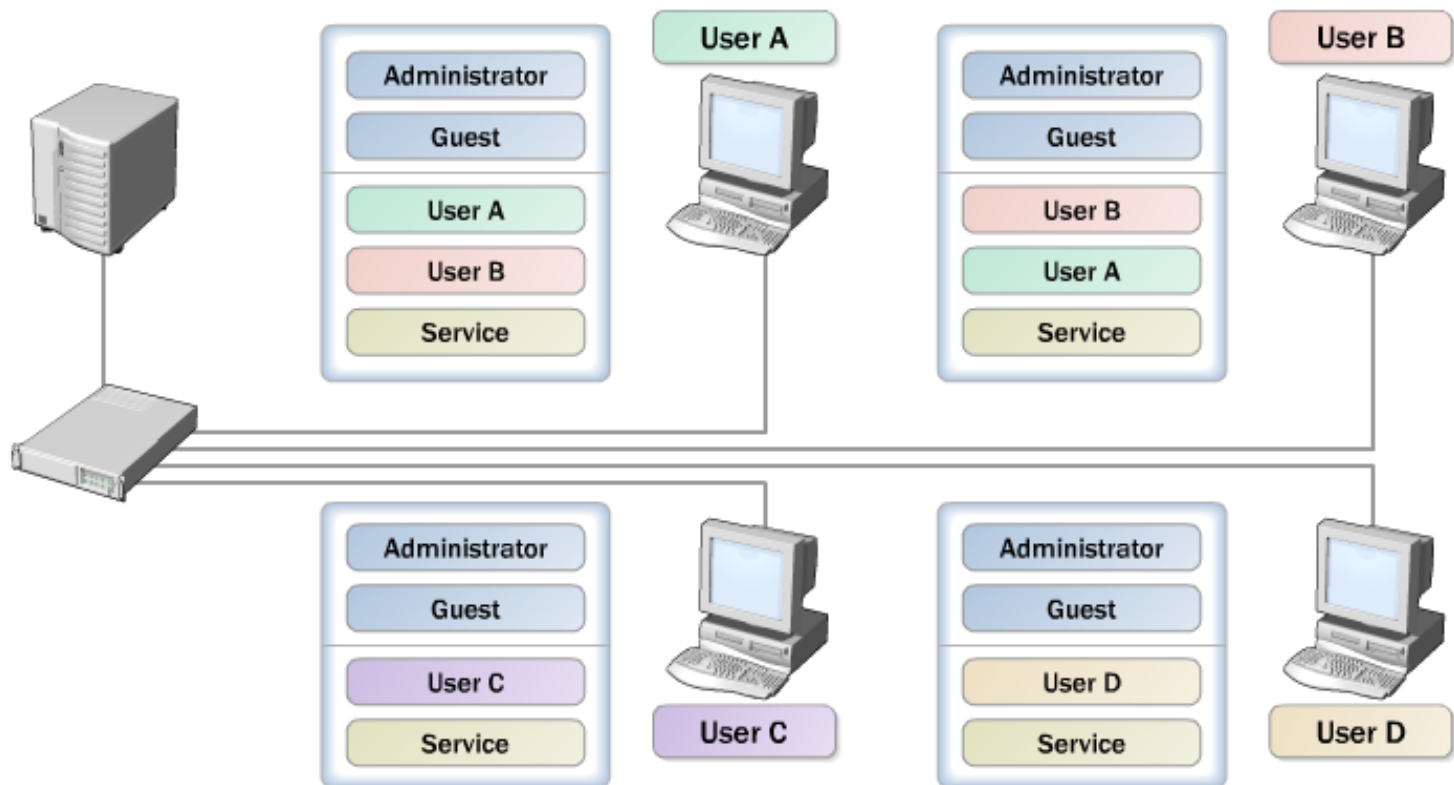 User A
Administrator
Guest
User A
User B
Service
User B
Administrator
Guest
User B
User A
Service
Administrator
Guest
User C
Service
User C
Administrator
Guest
User D
Service
User D